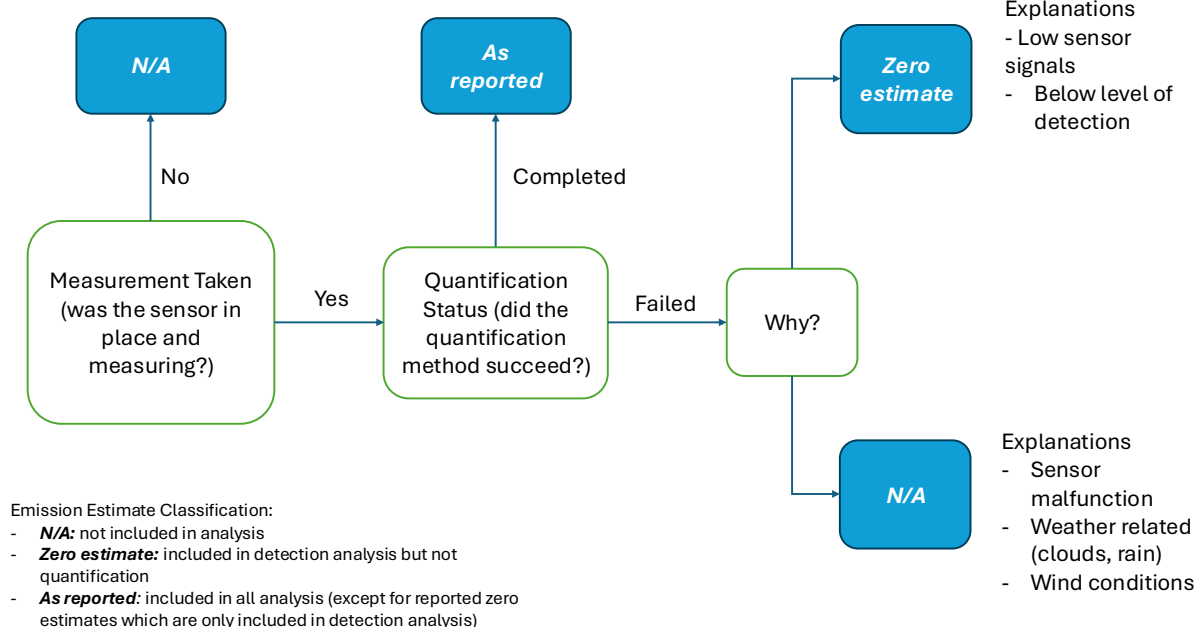 N/A
As
reported
Zero
estimate
Explanations
- Low sensor
signals
- Below level of
detection
No
Completed
Measurement Taken
(was the sensor in
place and
measuring?)
Yes
Quantification
Status (did the
quantification
method succeed?)
Failed
Why?
N/A
Explanations
- Sensor
malfunction
- Weather related
(clouds, rain)
- Wind conditions
Emission Estimate Classification:
- N/A: not included in analysis
- Zero estimate: included in detection analysis but not
quantification
- As reported: included in all analysis (except for reported zero
estimates which are only included in detection analysis)